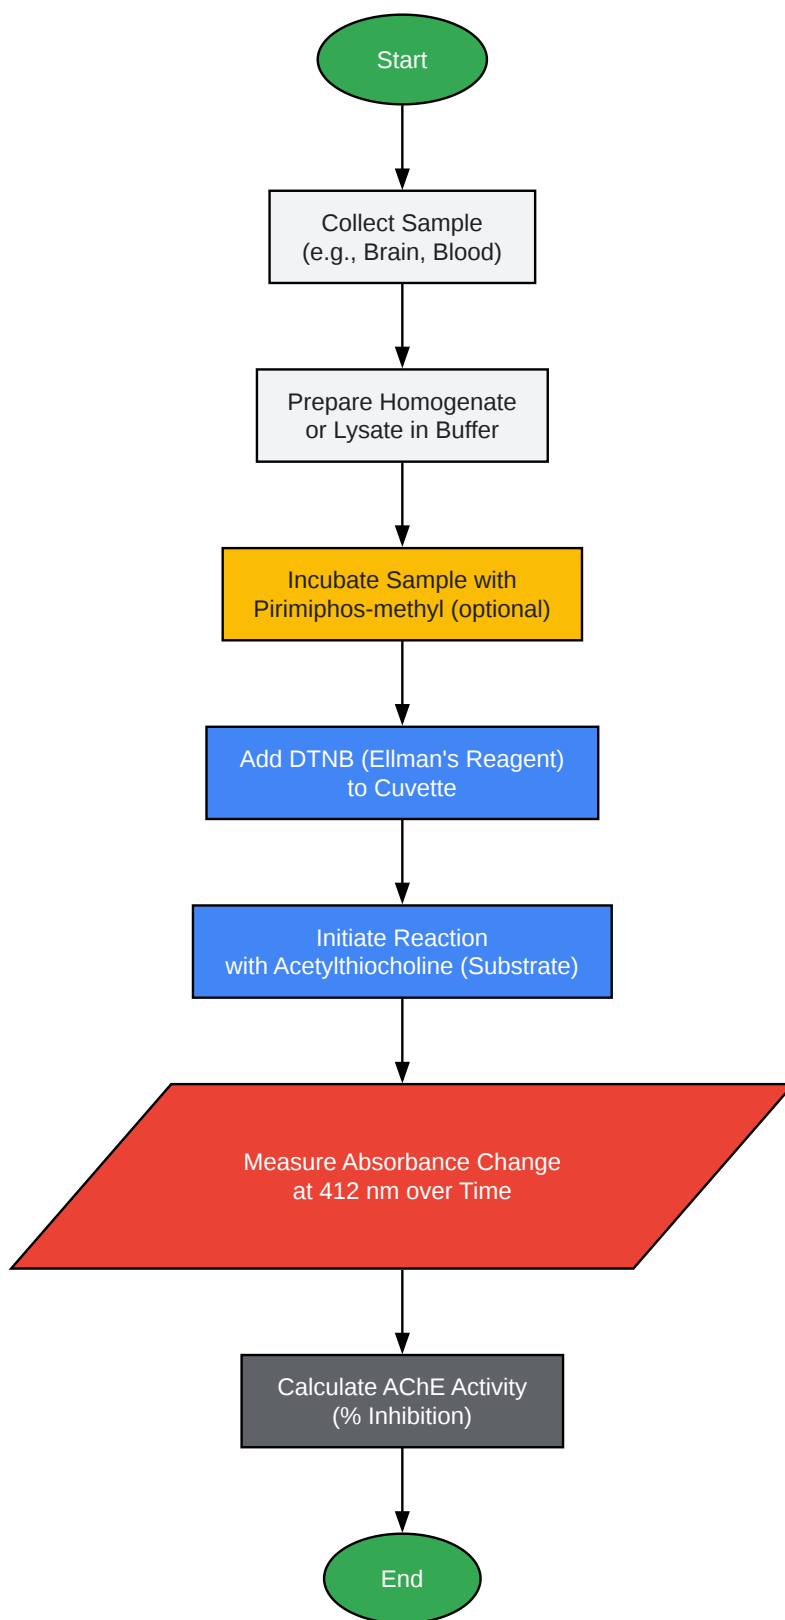 Start
Collect Sample
(e.g., Brain, Blood)
Prepare Homogenate
or Lysate in Buffer
Incubate Sample with
Pirimiphos-methyl (optional)
Add DTNB (Ellman's Reagent)
to Cuvette
Initiate Reaction
with Acetylthiocholine (Substrate)
Measure Absorbance Change
at 412 nm over Time
Calculate AChE Activity
(% Inhibition)
End